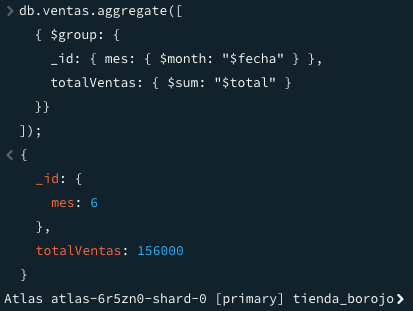 > db.ventas.aggregate([
{ $group: {
_id: { mes: { $month: "$fecha" } },
totalVentas: { $sum: "$total" }
}}
]);
< {
_id: {
mes: 6
},
totalVentas: 156000
}
Atlas atlas-6r5zn0-shard-0 [primary] tienda_borojo>